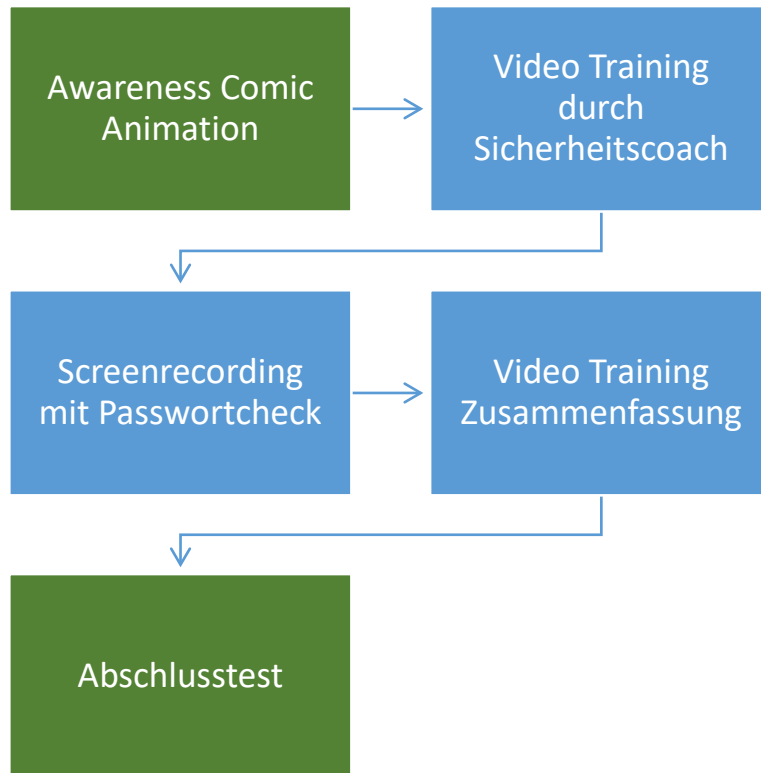 Awareness Comic
Animation
Video Training
durch
Sicherheitscoach
Screenrecording
mit Passwortcheck
Video Training
Zusammenfassung
Abschlusstest